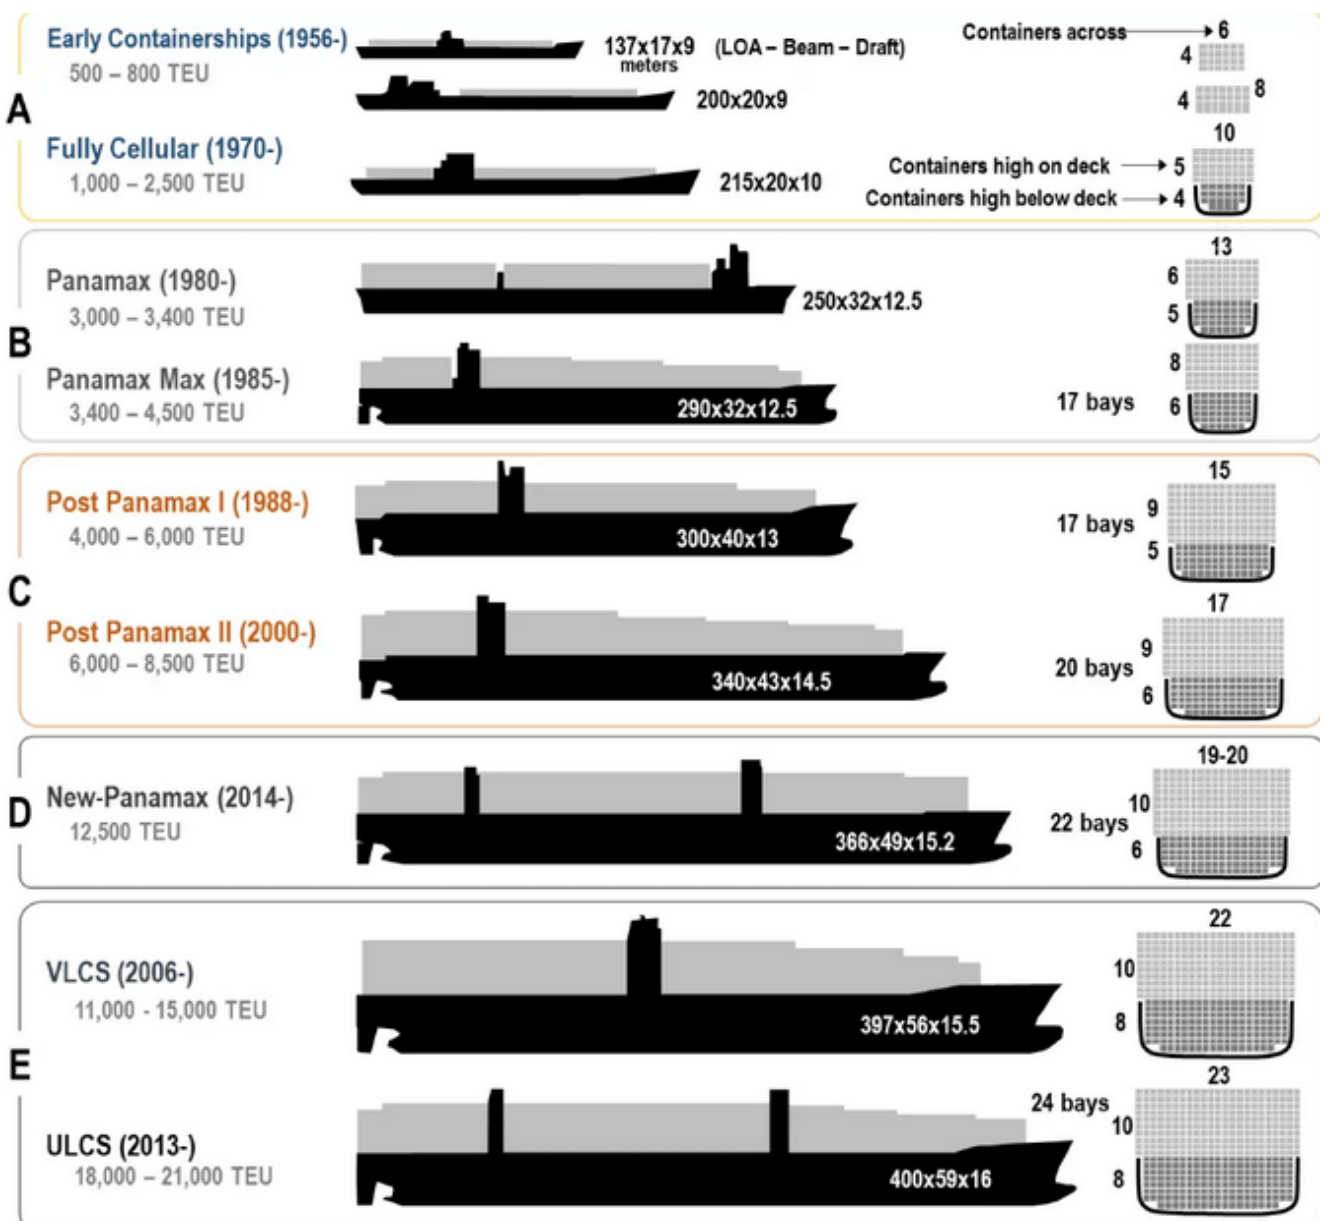 Early Containerships (1956-)
500 – 800 TEU
137x17x9
meters
(LOA – Beam – Draft)
Containers across
6
4
200x20x9
4
8
A
Fully Cellular (1970-)
1,000 – 2,500 TEU
215x20x10
10
Containers high on deck
5
Containers high below deck
4
B
Panamax (1980-)
3,000 – 3,400 TEU
250x32x12.5
13
6
5
Panamax Max (1985-)
3,400 – 4,500 TEU
290x32x12.5
17 bays
8
6
C
Post Panamax I (1988-)
4,000 – 6,000 TEU
300x40x13
17 bays
15
9
5
Post Panamax II (2000-)
6,000 – 8,500 TEU
340x43x14.5
20 bays
17
9
6
D
New-Panamax (2014-)
12,500 TEU
366x49x15.2
22 bays
19-20
10
6
E
VLCS (2006-)
11,000 - 15,000 TEU
397x56x15.5
22
10
8
ULCS (2013-)
18,000 – 21,000 TEU
400x59x16
24 bays
23
10
8